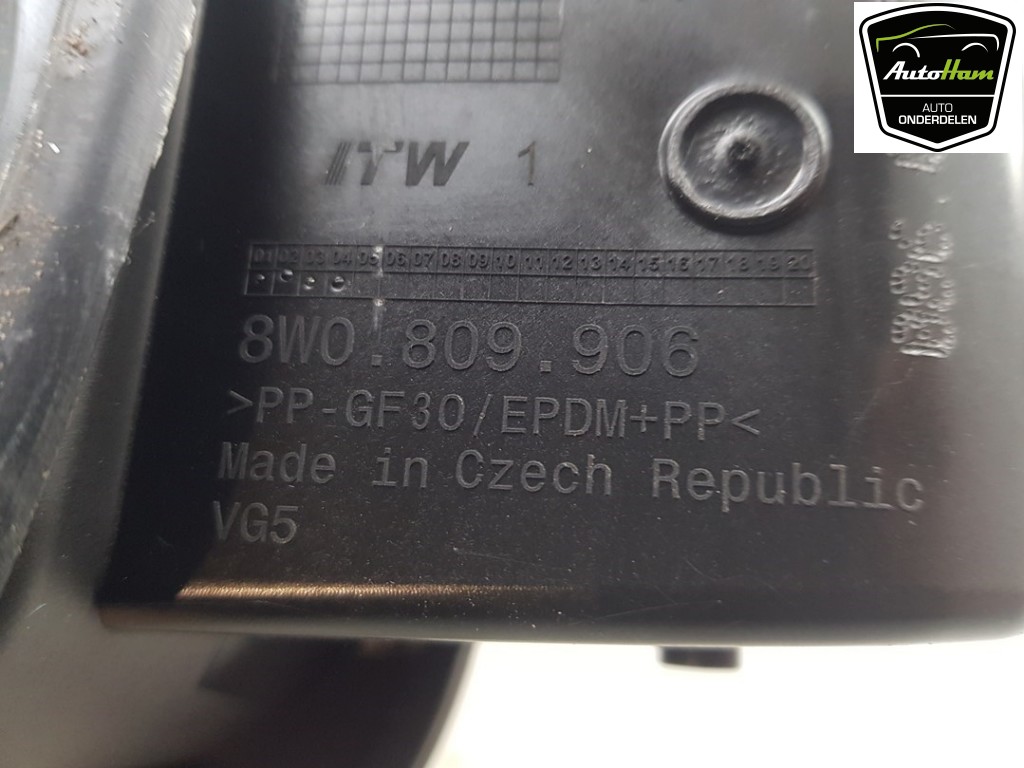 AutoHam
AUTO
ONDERDELEN
ITW 1
01 02 03 04 05 06 07 08 09 10 11 12 13 14 15 16 17 18 19 20
8W0.809.906
>PP-GF30/EPDM+PP<
Made in Czech Republic
VG5